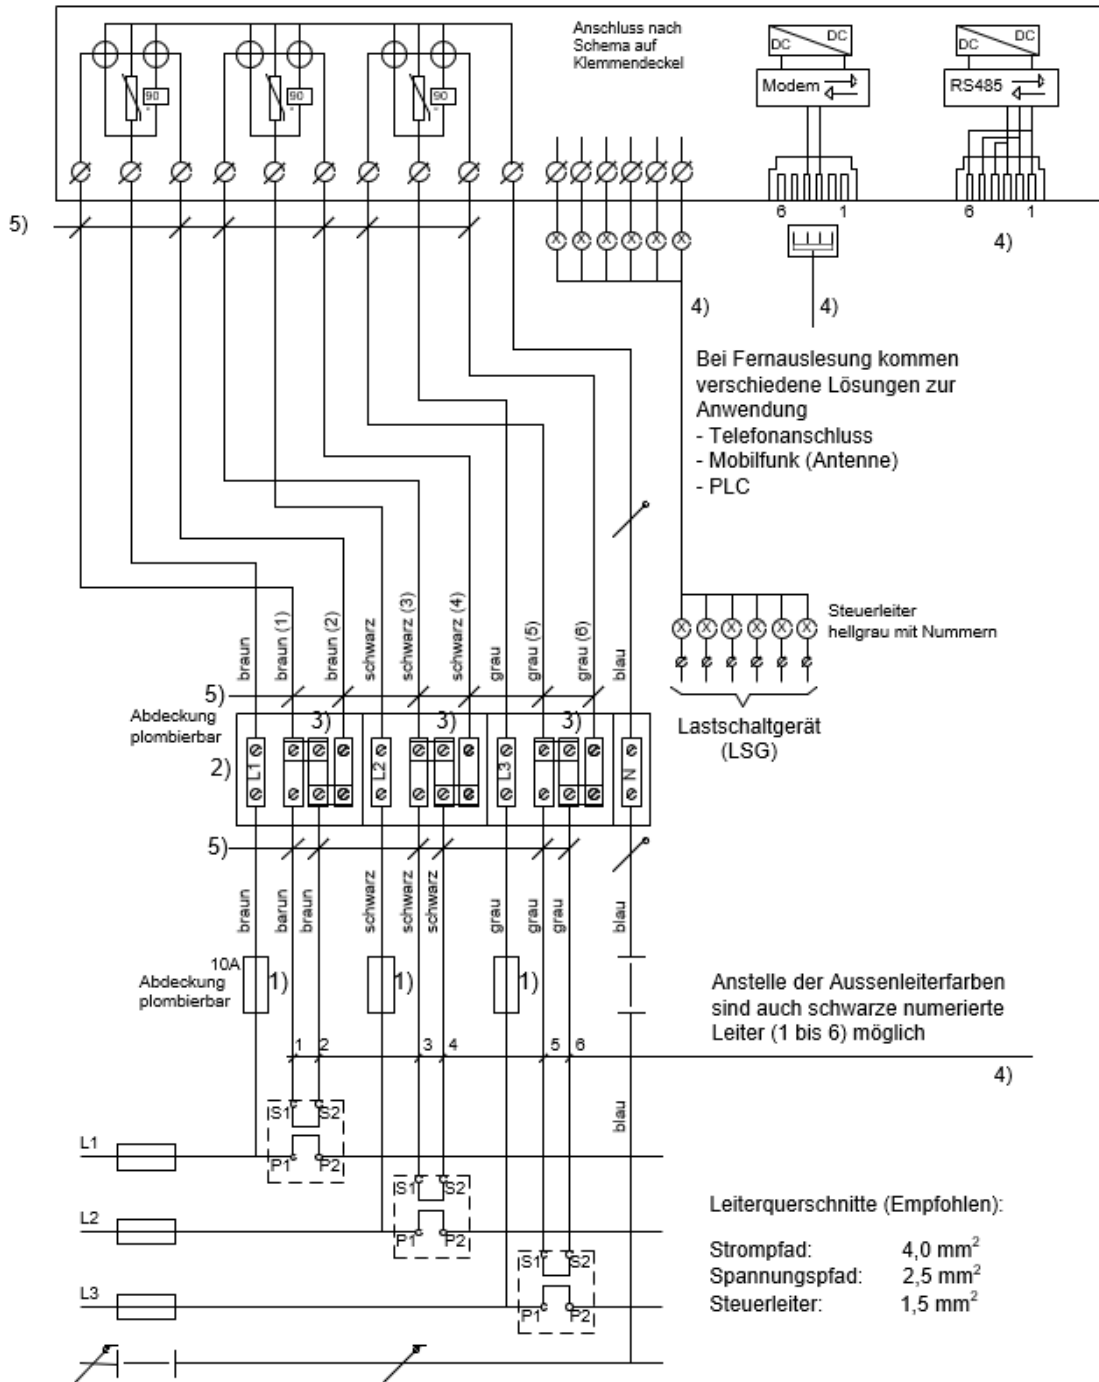 Anschluss nach
Schema auf
Klemmendeckel
DC
DC
DC
DC
Modem
RS485
90
90
90
6
1
6
1
5)
4)
4)
4)
Bei Fernauslesung kommen
verschiedene Lösungen zur
Anwendung
- Telefonanschluss
- Mobilfunk (Antenne)
- PLC
braun
braun (1)
braun (2)
schwarz
schwarz (3)
schwarz (4)
grau
grau (5)
grau (6)
blau
Steuerleiter
hellgrau mit Nummern
5)
Abdeckung
plombierbar
3)
3)
3)
Lastschaltgerät
(LSG)
2)
L1
L2
L3
N
5)
braun
barun
braun
schwarz
schwarz
schwarz
grau
grau
grau
blau
10A
Abdeckung
plombierbar
1)
1)
1)
Anstelle der Aussenleiterfarben
sind auch schwarze numerierte
Leiter (1 bis 6) möglich
1
2
3
4
5
6
4)
blau
S1
S2
L1
P1
P2
S1
S2
L2
P1
P2
S1
S2
L3
P1
P2
Leiterquerschnitte (Empfohlen):
Strompfad: 4,0 mm²
Spannungspfad: 2,5 mm²
Steuerleiter: 1,5 mm²